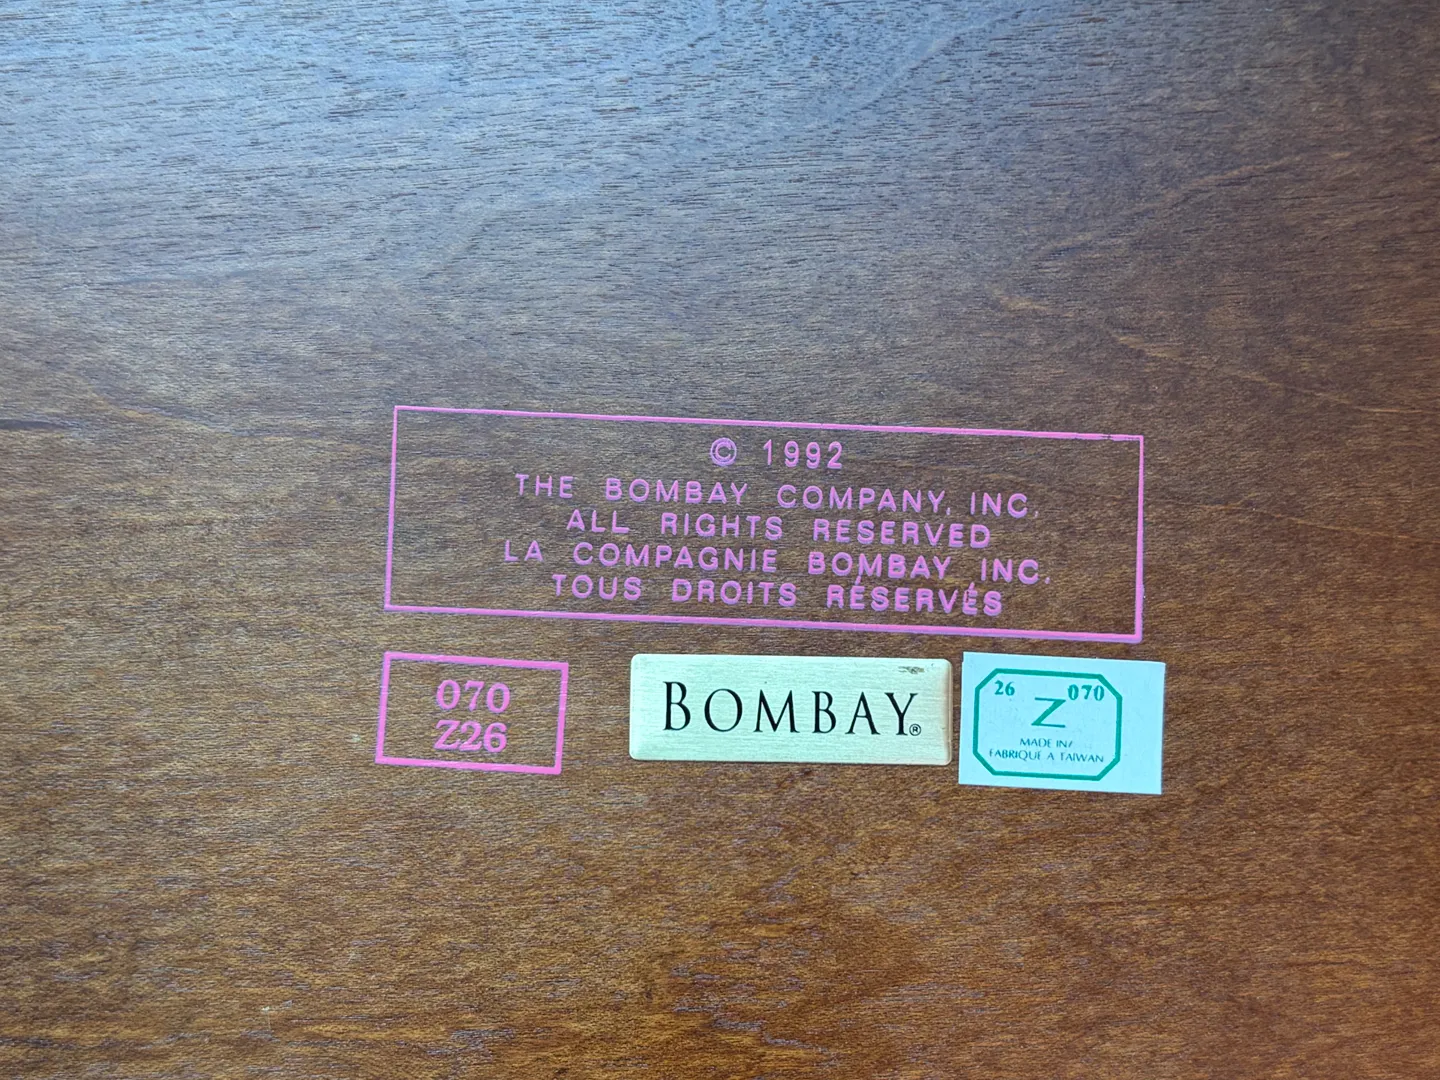 © 1992
THE BOMBAY COMPANY, INC.
ALL RIGHTS RESERVED
LA COMPAGNIE BOMBAY INC.
TOUS DROITS RÉSERVÉS
070
Z26
BOMBAY®
26 Z 070
MADE IN/
FABRIQUE A TAIWAN